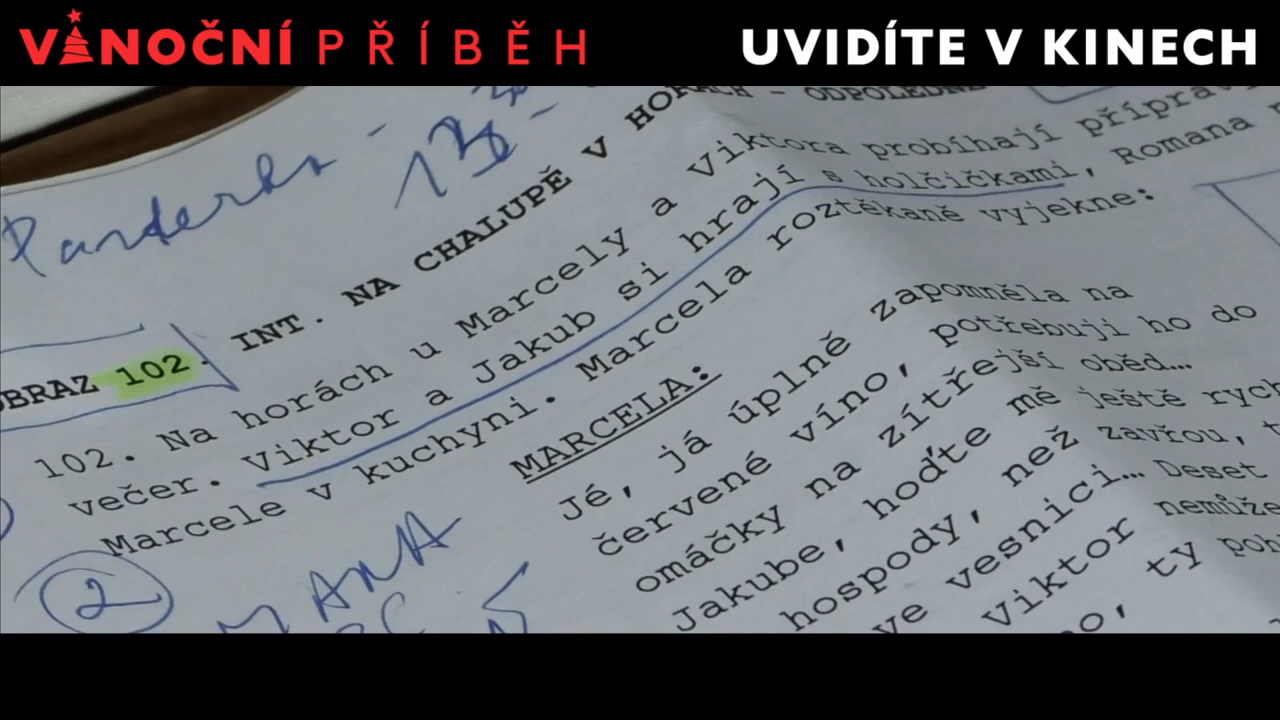 VÁNOČNÍ PŘÍBĚH
UVIDÍTE V KINECH
OBRAZ 102. INT. NA CHALUPĚ V HORÁCH - ODPOLEDNE
102. Na horách u Marcely a Viktora probíhají
večer. Viktor a Jakub si hrají s holčičkami, Romana
Marcele v kuchyni. Marcela roztěkaně vyjekne:
MARCELA:
Jé, já úplně zapomněla na
červené víno, potřebuji ho do
omáčky na zítřejší oběd…
Jakube, hoďte mě ještě
hospody, než zavřou,
ve vesnici… Deset
Viktor nemůže
ty
2